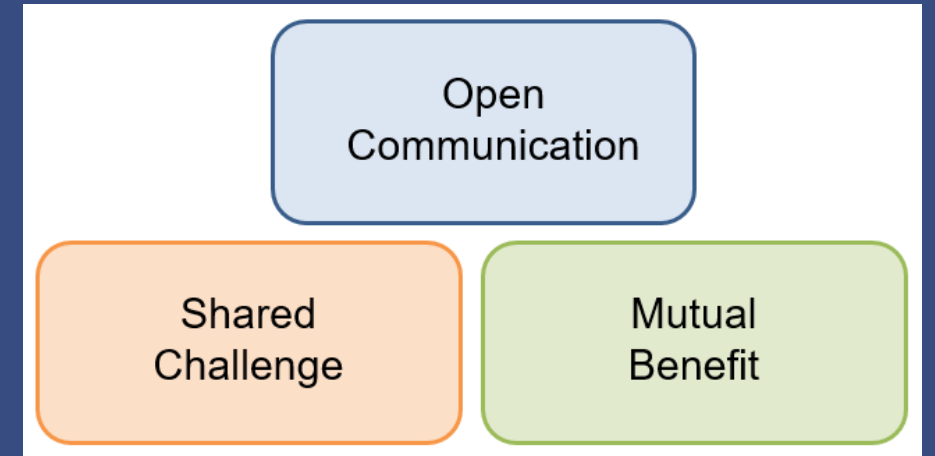 Open
Communication
Shared
Challenge
Mutual
Benefit